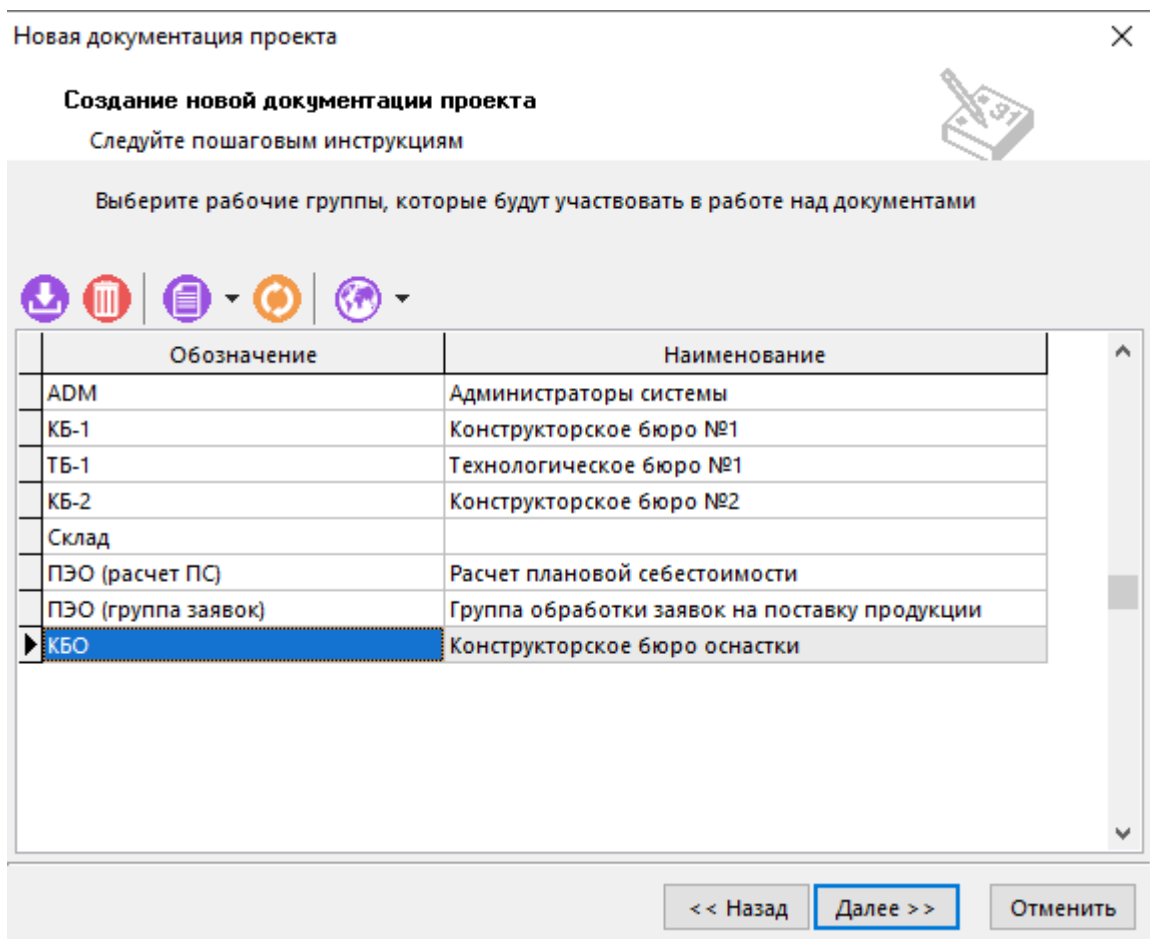 Новая документация проекта
Создание новой документации проекта
Следуйте пошаговым инструкциям
31
Выберите рабочие группы, которые будут участвовать в работе над документами
Обозначение Наименование
ADM Администраторы системы
КБ-1 Конструкторское бюро №1
ТБ-1 Технологическое бюро №1
КБ-2 Конструкторское бюро №2
Склад
ПЭО (расчет ПС) Расчет плановой себестоимости
ПЭО (группа заявок) Группа обработки заявок на поставку продукции
КБО Конструкторское бюро оснастки
<< Назад Далее >> Отменить